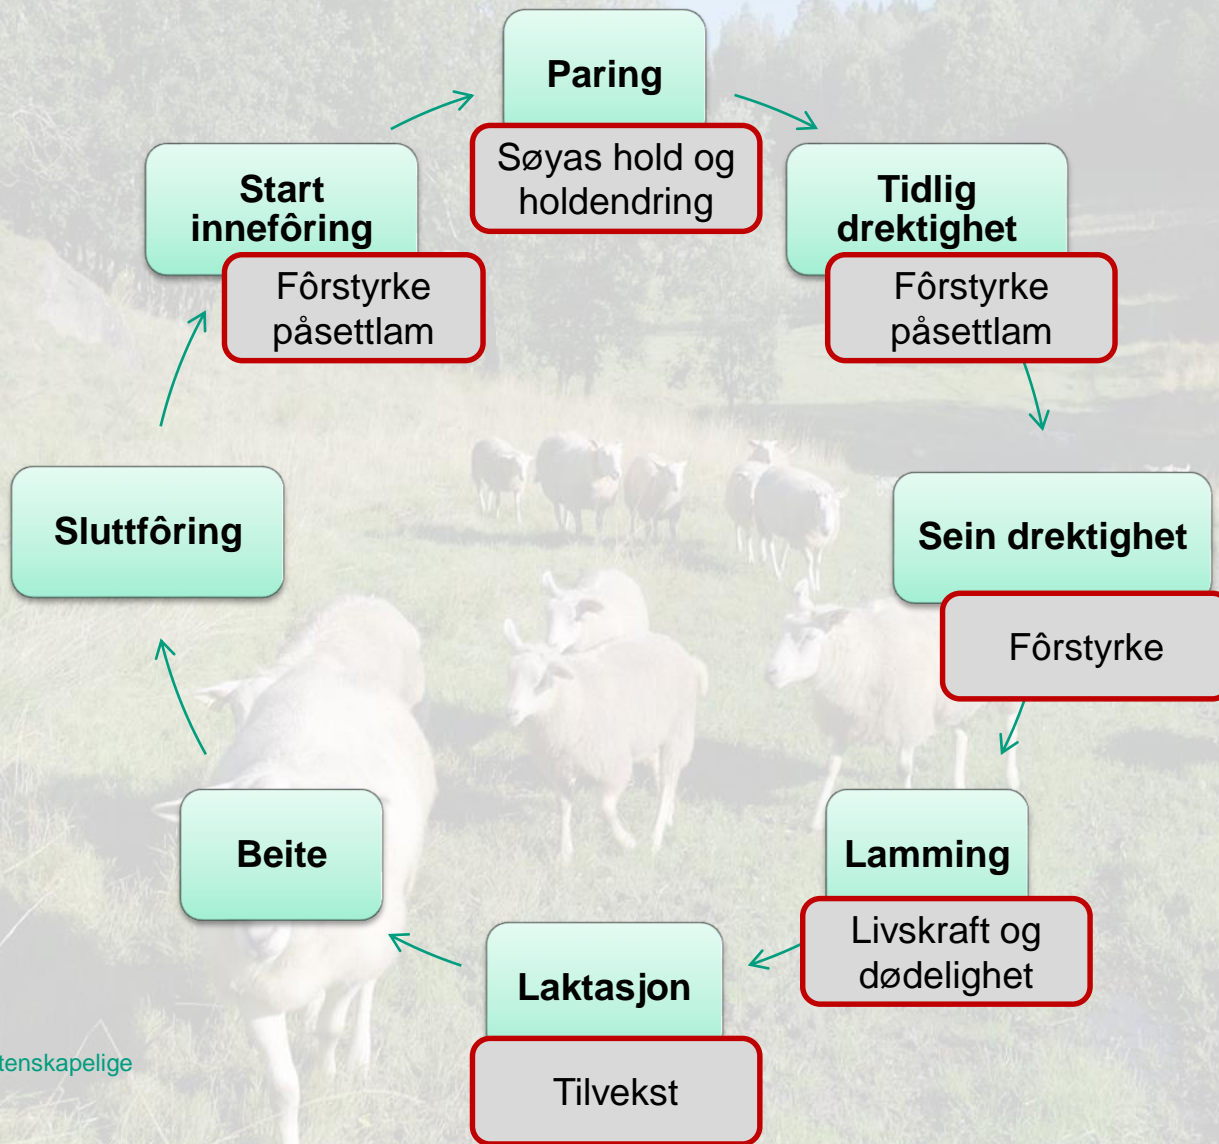 Paring
Søyas hold og
holdendring
Tidlig
drektighet
Fôrstyrke
påsettlam
Sein drektighet
Fôrstyrke
Lamming
Livskraft og
dødelighet
Laktasjon
Tilvekst
Beite
Sluttfôring
Start
innefôring
Fôrstyrke
påsettlam
tenskapelige